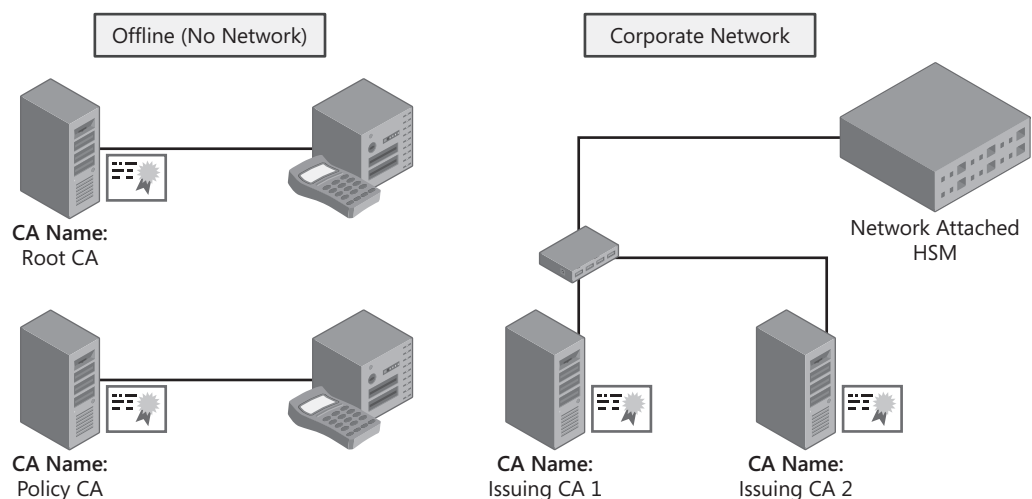 Offline (No Network)
Corporate Network
CA Name:
Root CA
Network Attached
HSM
CA Name:
Policy CA
CA Name:
Issuing CA 1
CA Name:
Issuing CA 2